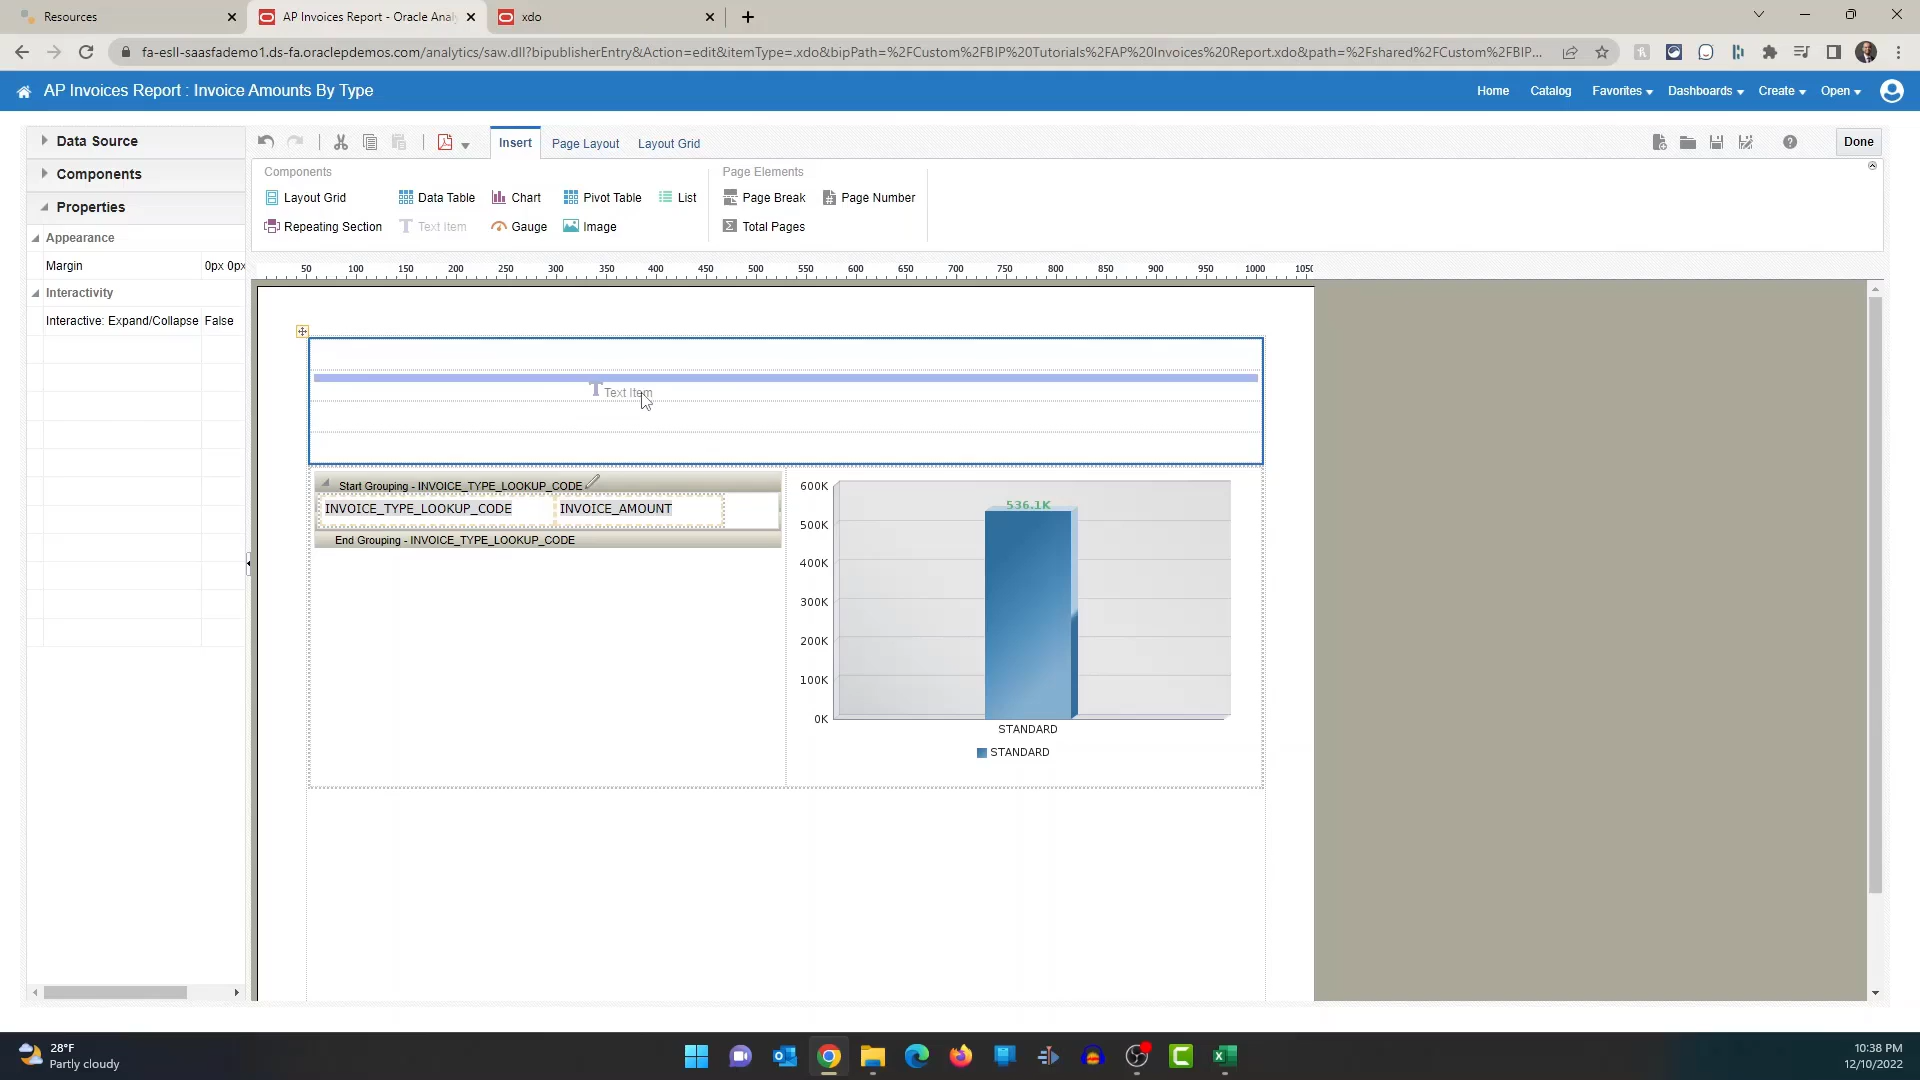 Resources
AP Invoices Report - Oracle Anal
xdo
fa-esll-saasfademo1.ds-fa.oraclepdemos.com/analytics/saw.dll?bipublisherEntry&Action=edit&itemType=.xdo&bipPath=%2FCustom%2FBIP%20Tutorials%2FAP%20Invoices%20Report.xdo&path=%2Fshared%2FCustom%2FBIP...
AP Invoices Report : Invoice Amounts By Type
Home Catalog Favorites Dashboards Create Open
Data Source
Components
Properties
Appearance
Margin 0px 0px
Interactivity
Interactive: Expand/Collapse False
Insert Page Layout Layout Grid
Done
Components
Layout Grid Data Table Chart Pivot Table List
Repeating Section Text Item Gauge Image
Page Elements
Page Break Page Number
Total Pages
50 100 150 200 250 300 350 400 450 500 550 600 650 700 750 800 850 900 950 1000 105
Text Item
Start Grouping - INVOICE_TYPE_LOOKUP_CODE
INVOICE_TYPE_LOOKUP_CODE INVOICE_AMOUNT
End Grouping - INVOICE_TYPE_LOOKUP_CODE
600K
500K
400K
300K
200K
100K
0K
536.1K
STANDARD
STANDARD
28°F
Partly cloudy
10:38 PM
12/10/2022